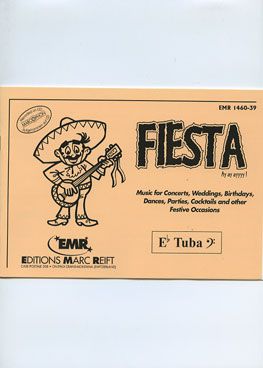 EMR 1460-39
FIESTA
Music for Concerts, Weddings, Birthdays,
Dances, Parties, Cocktails and other
Festive Occasions
E♭ Tuba 𝄢
EMR
EDITIONS MARC REIFT